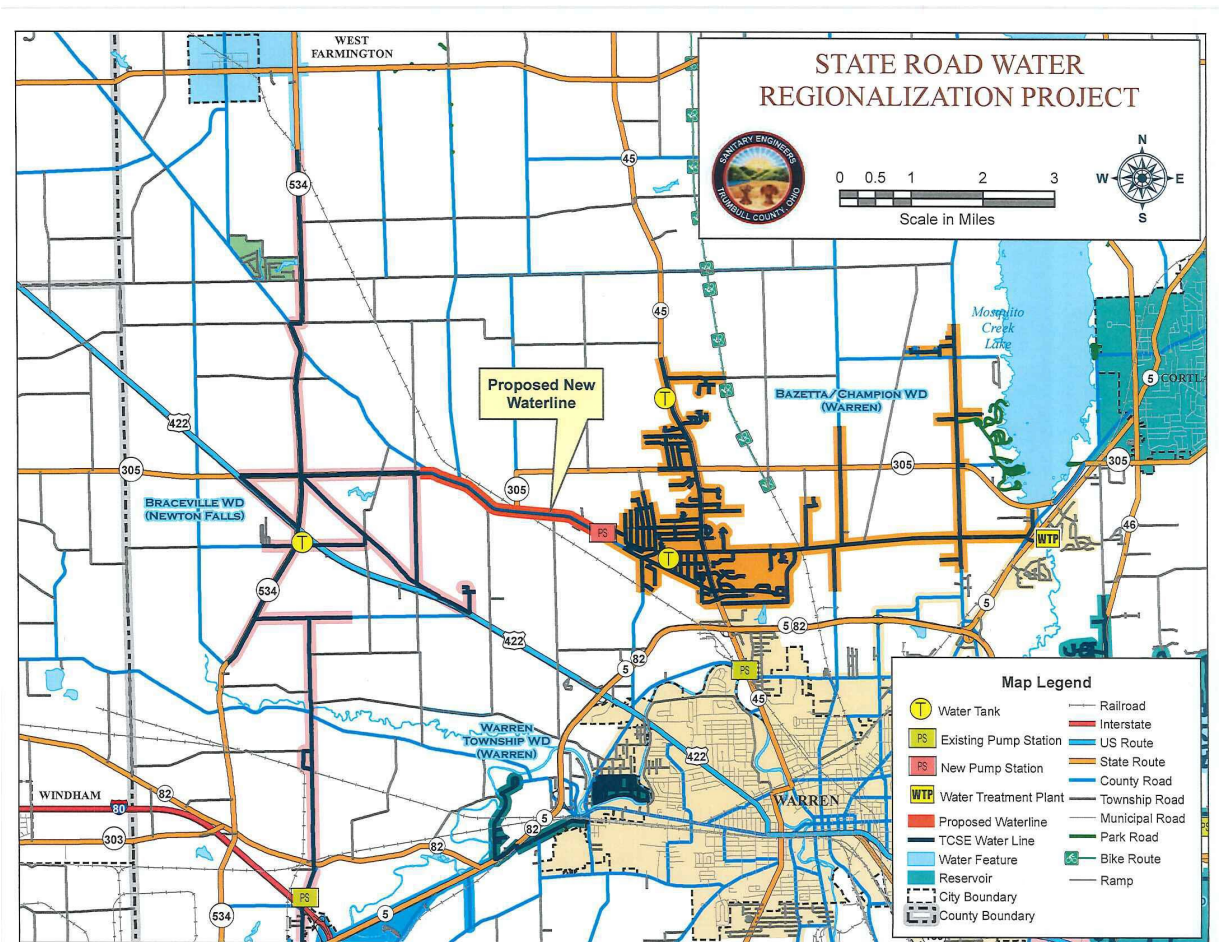 STATE ROAD WATER
REGIONALIZATION PROJECT
SANITARY ENGINEERS
TRUMBULL COUNTY, OHIO
0 0.5 1 2 3
Scale in Miles
N
W E
S
WEST
FARMINGTON
534
45
45
Mosquito
Creek
Lake
5
CORTL
Proposed New
Waterline
T
BAZETTA/CHAMPION WD
(WARREN)
422
305
305
305
305
BRACEVILLE WD
(NEWTON FALLS)
PS
T
T
WTP
46
534
5
5 82
422
82
5
PS
45
WARREN
TOWNSHIP WD
(WARREN)
422
WINDHAM
82
80
303
5
82
82
WARREN
PS
534
5
Map Legend
T Water Tank
PS Existing Pump Station
PS New Pump Station
WTP Water Treatment Plant
Proposed Waterline
TCSE Water Line
Water Feature
Reservoir
City Boundary
County Boundary
Railroad
Interstate
US Route
State Route
County Road
Township Road
Municipal Road
Park Road
Bike Route
Ramp